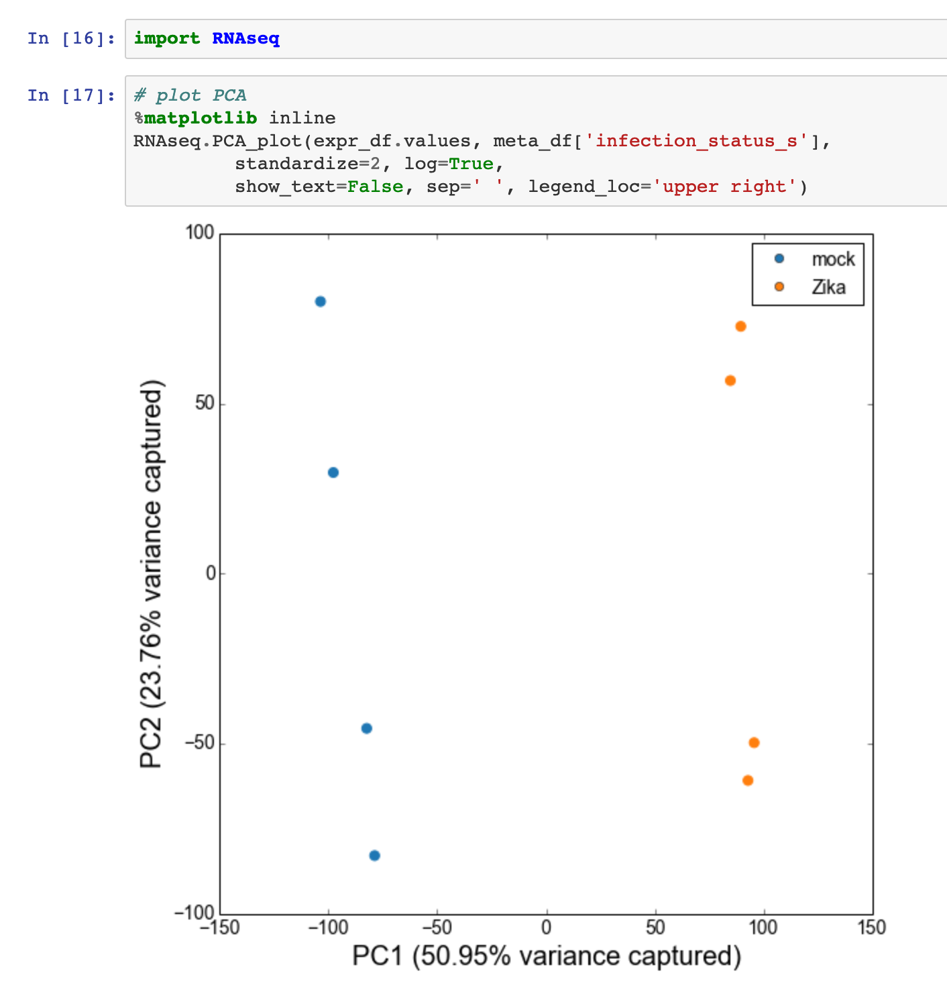 In [16]: import RNAseq
In [17]: # plot PCA
%matplotlib inline
RNAseq.PCA_plot(expr_df.values, meta_df['infection_status_s'],
standardize=2, log=True,
show_text=False, sep=' ', legend_loc='upper right')
100
50
0
−50
−100
PC2 (23.76% variance captured)
mock
Zika
−150 −100 −50 0 50 100 150
PC1 (50.95% variance captured)